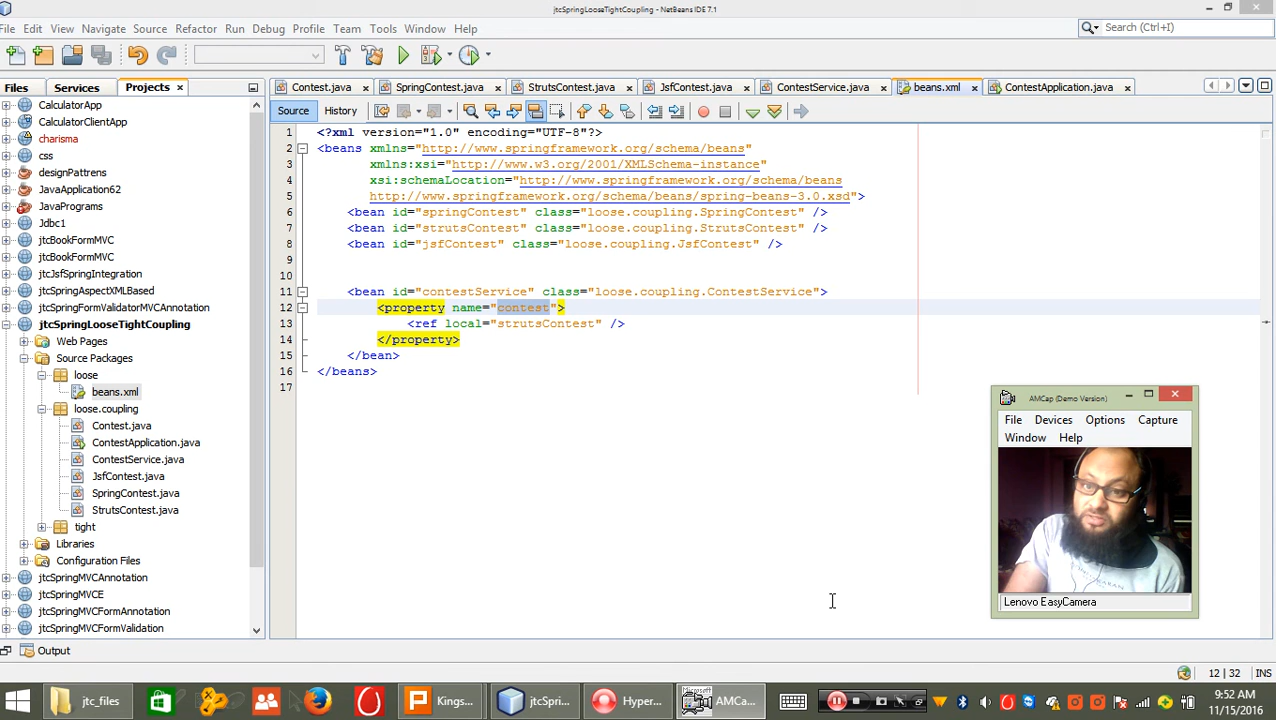 jtcSpringLooseTightCoupling - NetBeans IDE 7.1
File Edit View Navigate Source Refactor Run Debug Profile Team Tools Window Help
Search (Ctrl+I)
Files Services Projects
Contest.java SpringContest.java StrutsContest.java JsfContest.java ContestService.java beans.xml ContestApplication.java
Source History
CalculatorApp
CalculatorClientApp
charisma
css
designPattrens
JavaApplication62
JavaPrograms
Jdbc1
jtcBookFormMVC
jtcBookFormMVC
jtcJsfSpringIntegration
jtcSpringAspectXMLBased
jtcSpringFormValidatorMVCAnnotation
jtcSpringLooseTightCoupling
Web Pages
Source Packages
loose
beans.xml
loose.coupling
Contest.java
ContestApplication.java
ContestService.java
JsfContest.java
SpringContest.java
StrutsContest.java
tight
Libraries
Configuration Files
jtcSpringMVCAnnotation
jtcSpringMVCE
jtcSpringMVCFormAnnotation
jtcSpringMVCFormValidation
1 <?xml version="1.0" encoding="UTF-8"?>
2 <beans xmlns="http://www.springframework.org/schema/beans"
3 xmlns:xsi="http://www.w3.org/2001/XMLSchema-instance"
4 xsi:schemaLocation="http://www.springframework.org/schema/beans
5 http://www.springframework.org/schema/beans/spring-beans-3.0.xsd">
6 <bean id="springContest" class="loose.coupling.SpringContest" />
7 <bean id="strutsContest" class="loose.coupling.StrutsContest" />
8 <bean id="jsfContest" class="loose.coupling.JsfContest" />
9
10
11 <bean id="contestService" class="loose.coupling.ContestService">
12 <property name="contest">
13 <ref local="strutsContest" />
14 </property>
15 </bean>
16 </beans>
17
AMCap (Demo Version)
File Devices Options Capture
Window Help
Lenovo EasyCamera
Output
12 | 32 INS
jtc_files Kings... jtcSpri... Hyper... AMCa... 9:52 AM
11/15/2016